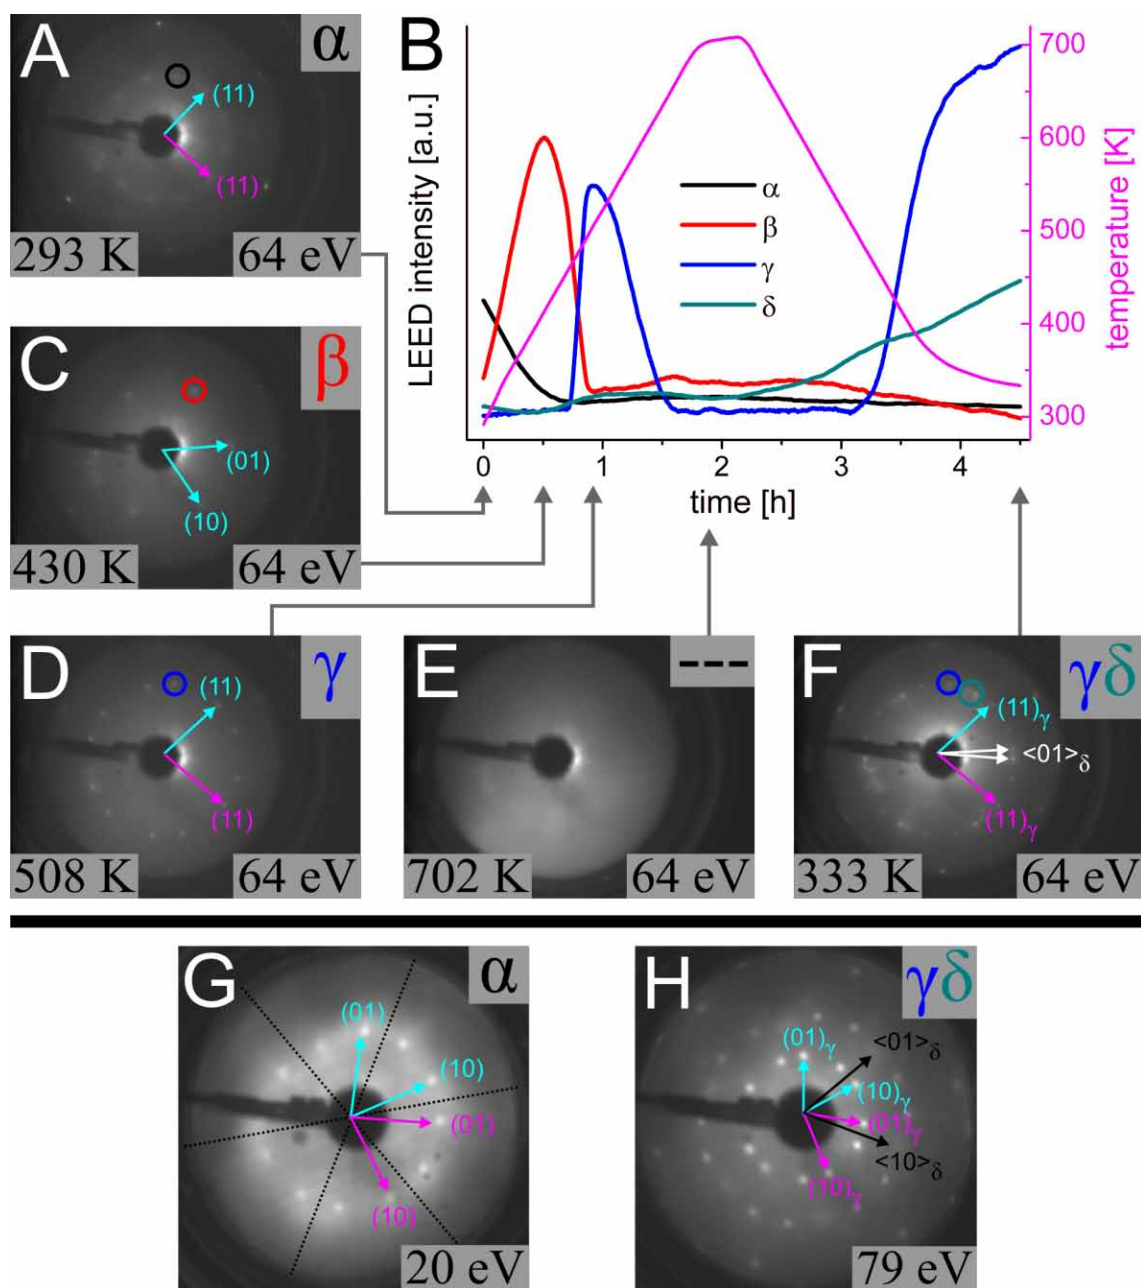 A
α
(11)
(11)
293 K
64 eV
B
LEED intensity [a.u.]
α
β
γ
δ
0
1
2
3
4
time [h]
700
600
500
400
300
temperature [K]
C
β
(01)
(10)
430 K
64 eV
D
γ
(11)
(11)
508 K
64 eV
E
---
702 K
64 eV
F
γδ
(11)γ
<01>δ
(11)γ
333 K
64 eV
G
α
(01)
(10)
(01)
(10)
20 eV
H
γδ
(01)γ
<01>δ
(10)γ
(01)γ
<10>δ
(10)γ
79 eV